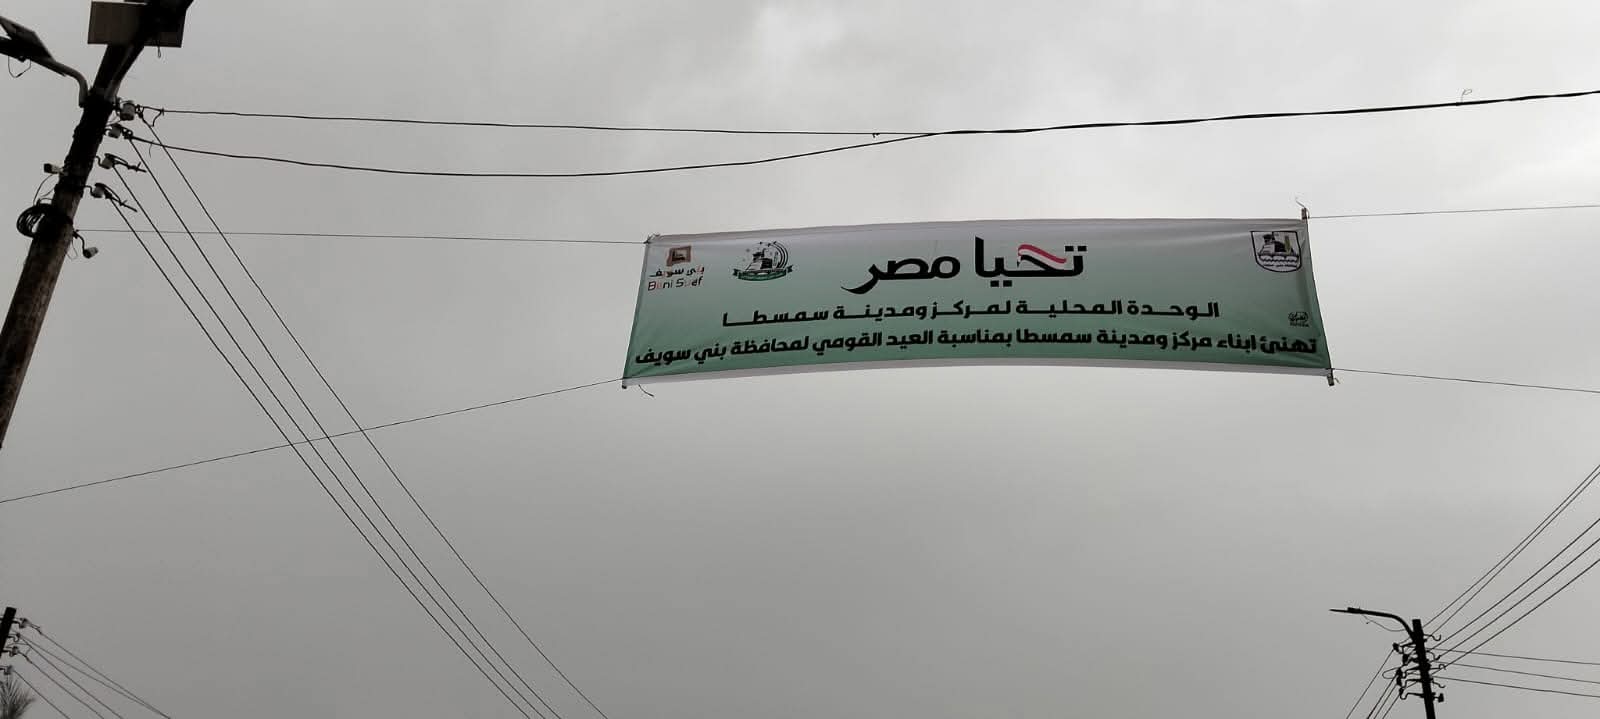 تحيا مصر
الوحدة المحلية لمركز ومدينة سمسطا
تهنئ ابناء مركز ومدينة سمسطا بمناسبة العيد القومي لمحافظة بني سويف
بني سويف
Beni Suef